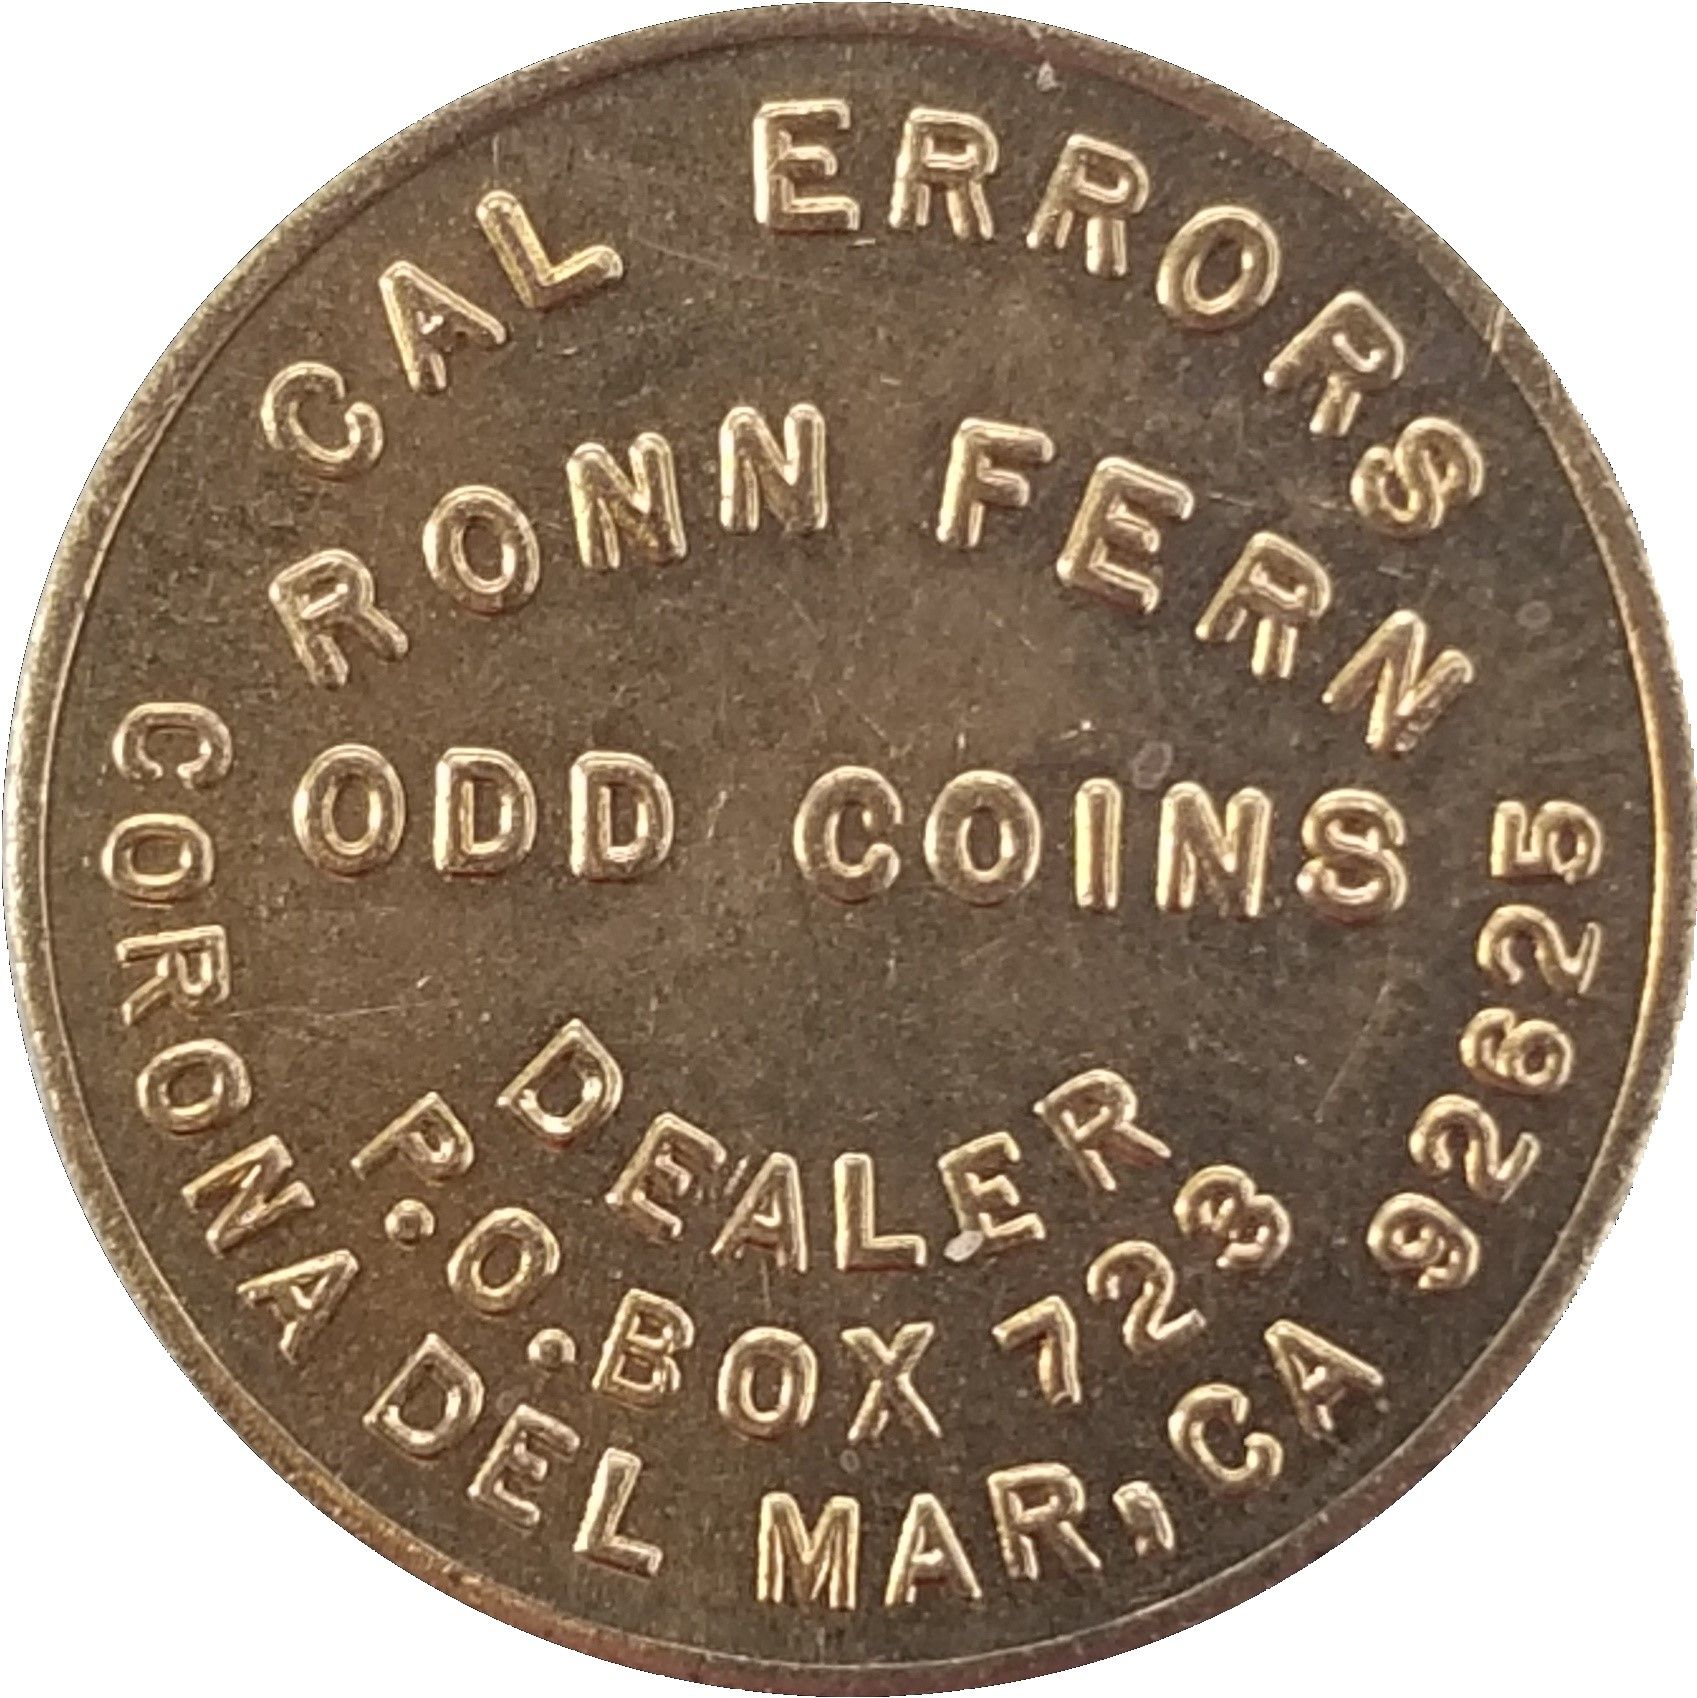 CAL ERRORS
RONN FERN
ODD COINS
DEALER
P.O.BOX 723
CORONA DEL MAR, CA 92625